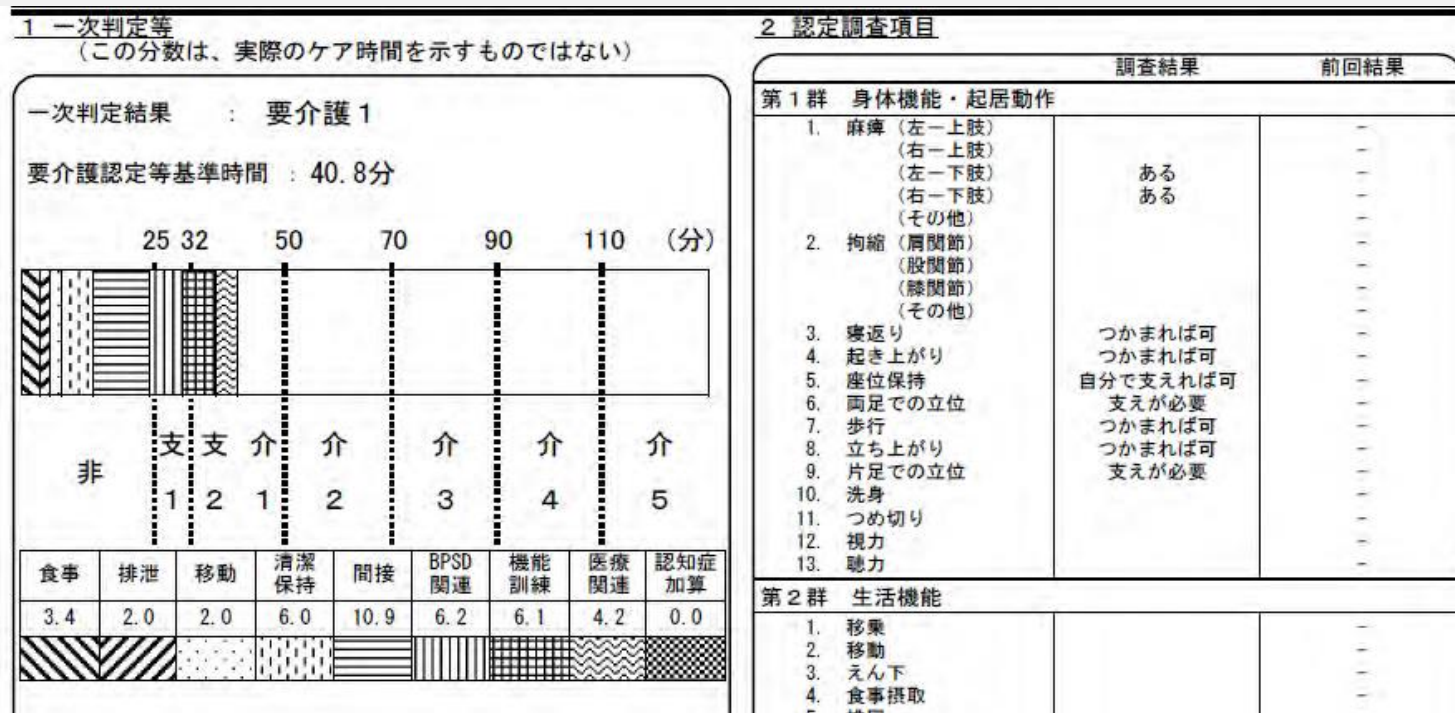 1 一次判定等
（この分数は、実際のケア時間を示すものではない）
一次判定結果 : 要介護１
要介護認定等基準時間 : 40.8分
25 32 50 70 90 110 （分）
非 支1 支2 介1 介2 介3 介4 介5
食事 排泄 移動 清潔保持 間接 BPSD関連 機能訓練 医療関連 認知症加算
3.4 2.0 2.0 6.0 10.9 6.2 6.1 4.2 0.0
2 認定調査項目
調査結果 前回結果
第１群 身体機能・起居動作
1. 麻痺（左－上肢） -
（右－上肢） -
（左－下肢） ある -
（右－下肢） ある -
（その他） -
2. 拘縮（肩関節） -
（股関節） -
（膝関節） -
（その他） -
3. 寝返り つかまれば可 -
4. 起き上がり つかまれば可 -
5. 座位保持 自分で支えれば可 -
6. 両足での立位 支えが必要 -
7. 歩行 つかまれば可 -
8. 立ち上がり つかまれば可 -
9. 片足での立位 支えが必要 -
10. 洗身 -
11. つめ切り -
12. 視力 -
13. 聴力 -
第２群 生活機能
1. 移乗 -
2. 移動 -
3. えん下 -
4. 食事摂取 -